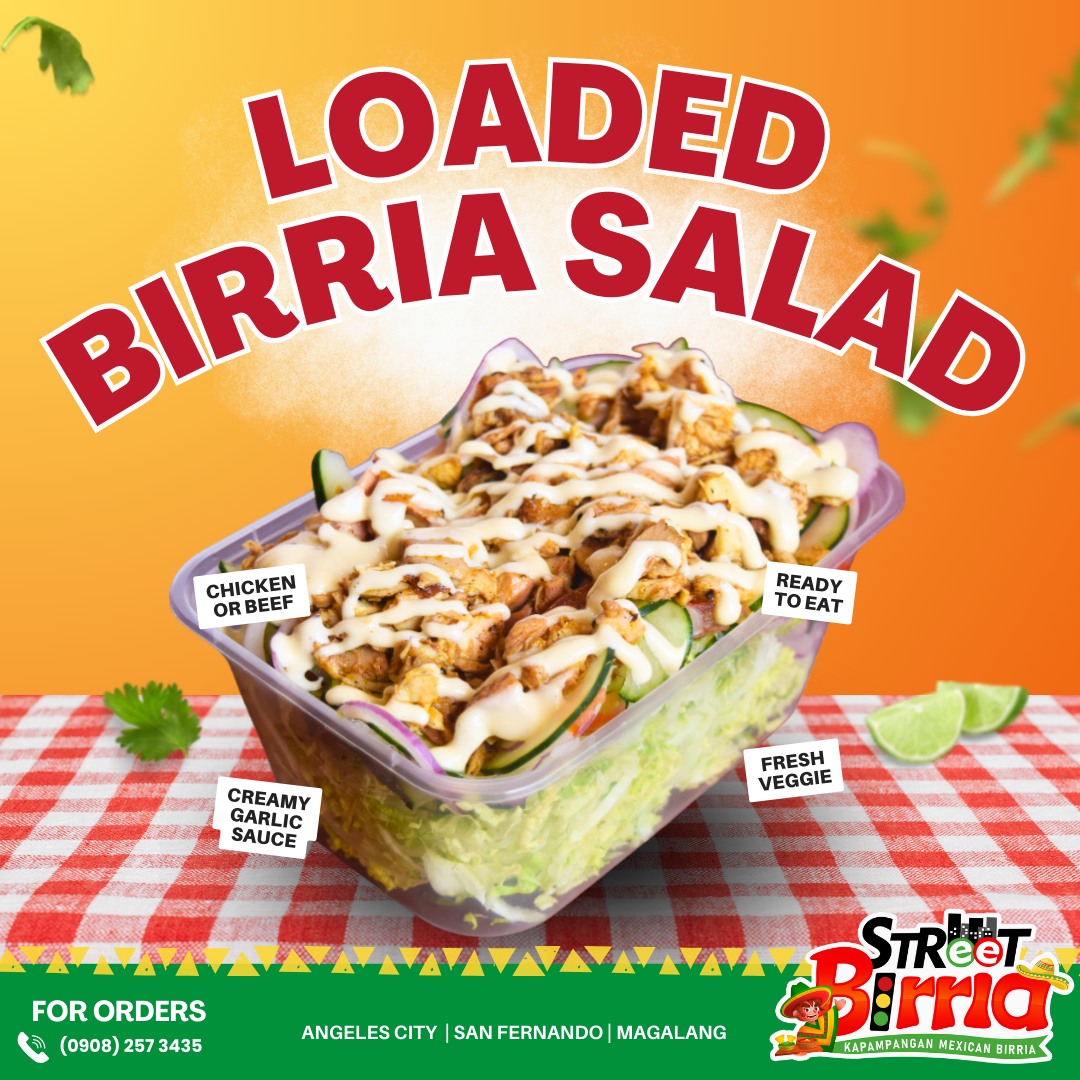 LOADED
BIRRIA SALAD
CHICKEN
OR BEEF
READY
TO EAT
FRESH
VEGGIE
CREAMY
GARLIC
SAUCE
STREeT
Birria
KAPAMPANGAN MEXICAN BIRRIA
FOR ORDERS
(0908) 257 3435
ANGELES CITY | SAN FERNANDO | MAGALANG